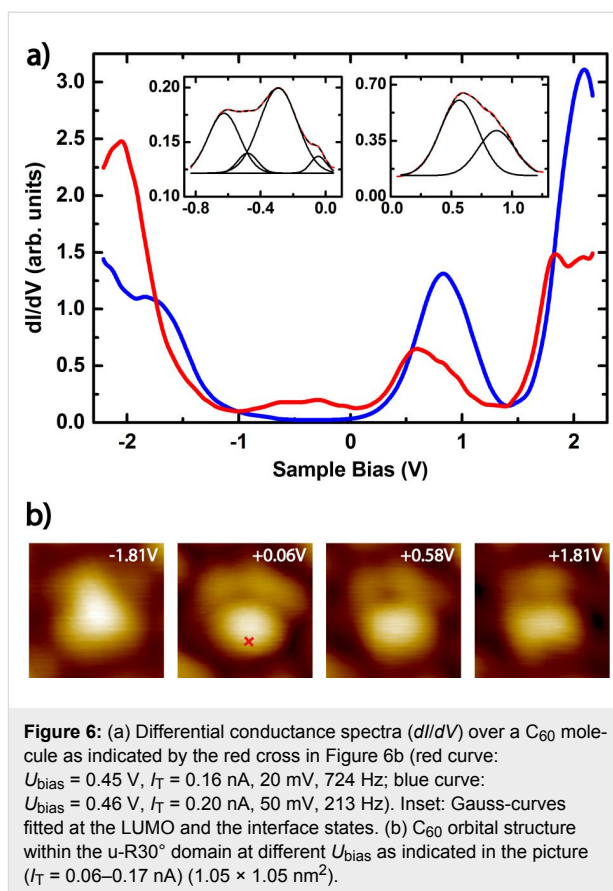 a)
dI/dV (arb. units)
3.0
2.5
2.0
1.5
1.0
0.5
0.0
0.20
0.15
0.10
-0.8
-0.4
0.0
0.70
0.35
0.00
0.0
0.5
1.0
-2
-1
0
1
2
Sample Bias (V)
b)
-1.81V
+0.06V
+0.58V
+1.81V
Figure 6: (a) Differential conductance spectra (dI/dV) over a C60 mole-
cule as indicated by the red cross in Figure 6b (red curve:
Ubias = 0.45 V, IT = 0.16 nA, 20 mV, 724 Hz; blue curve:
Ubias = 0.46 V, IT = 0.20 nA, 50 mV, 213 Hz). Inset: Gauss-curves
fitted at the LUMO and the interface states. (b) C60 orbital structure
within the u-R30° domain at different Ubias as indicated in the picture
(IT = 0.06–0.17 nA) (1.05 × 1.05 nm²).